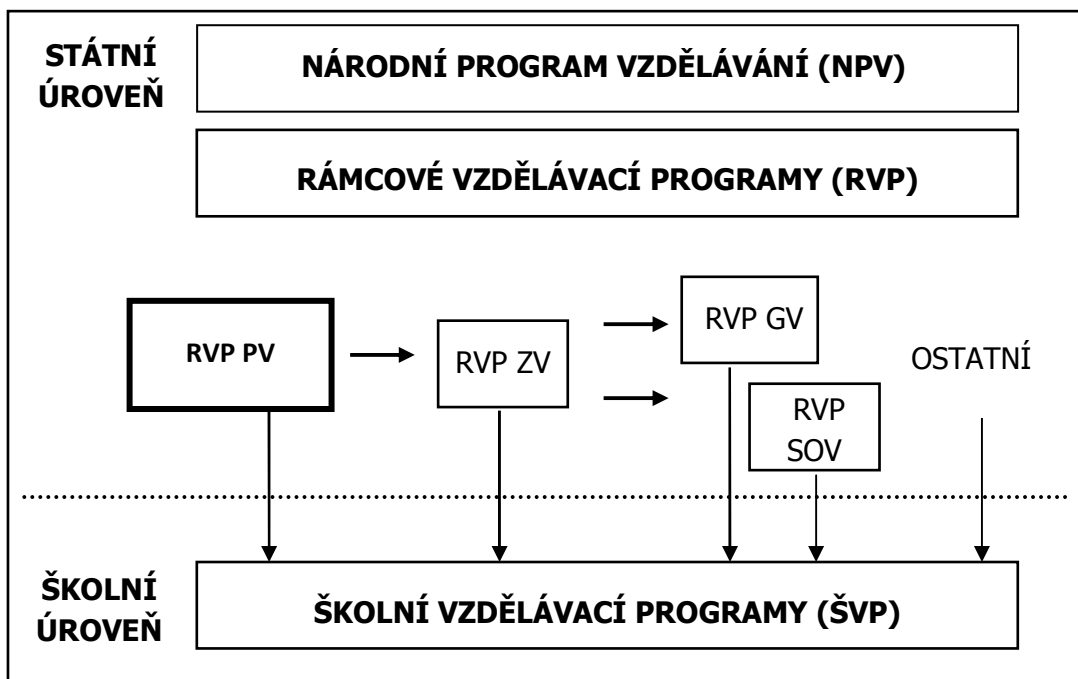 STÁTNÍ
ÚROVEŇ
NÁRODNÍ PROGRAM VZDĚLÁVÁNÍ (NPV)
RÁMCOVÉ VZDĚLÁVACÍ PROGRAMY (RVP)
RVP PV
RVP ZV
RVP GV
RVP
SOV
OSTATNÍ
ŠKOLNÍ
ÚROVEŇ
ŠKOLNÍ VZDĚLÁVACÍ PROGRAMY (ŠVP)